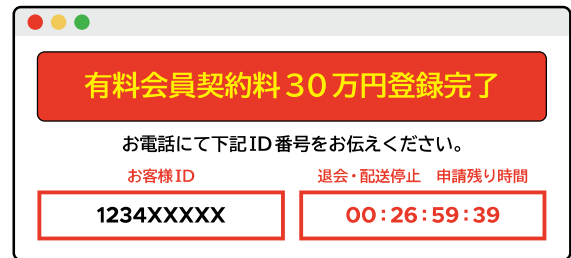 有料会員契約料30万円登録完了
お電話にて下記ID番号をお伝えください。
お客様ID
1234XXXXX
退会・配送停止　申請残り時間
00:26:59:39